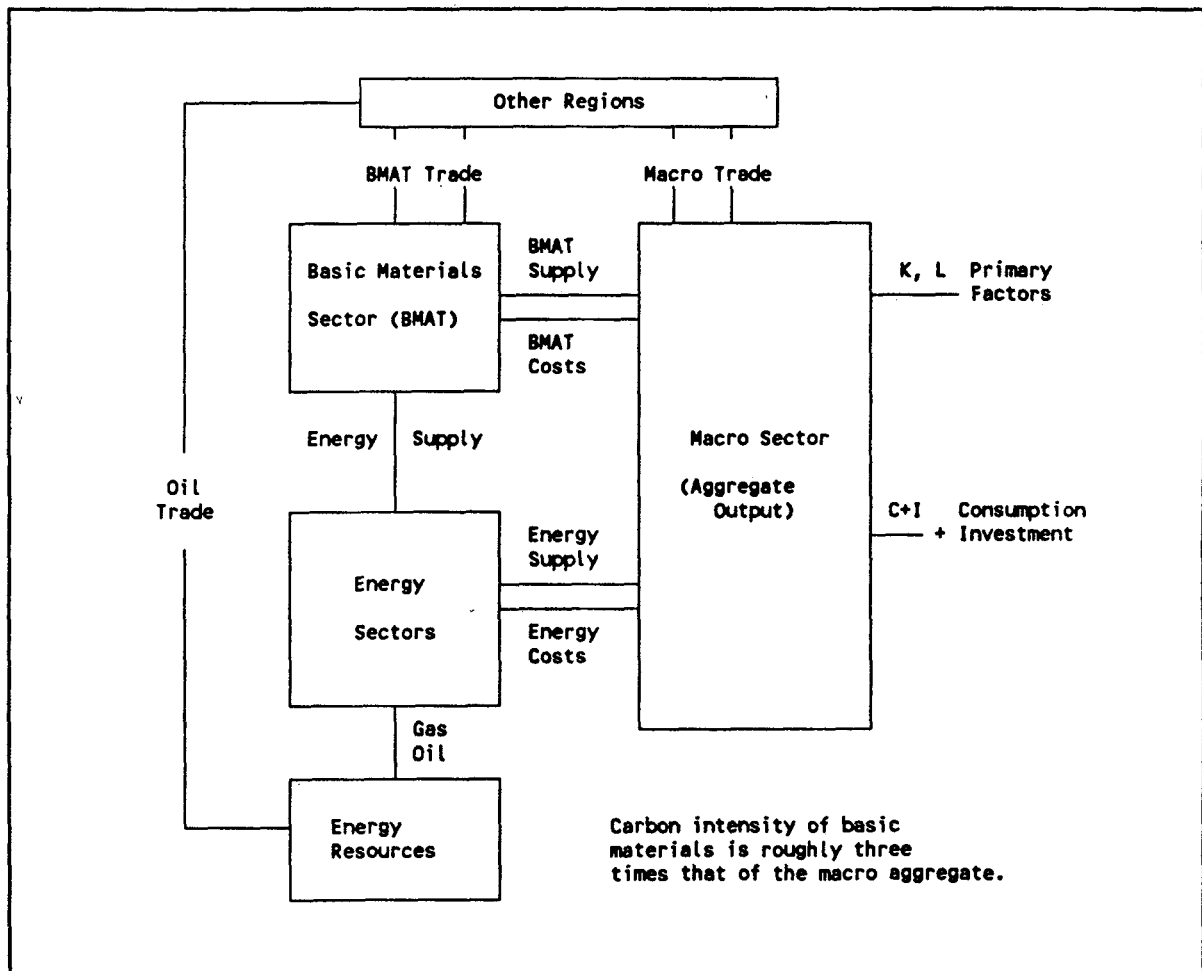 Other Regions
BMAT Trade
Macro Trade
Basic Materials
Sector (BMAT)
BMAT
Supply
BMAT
Costs
K, L Primary
Factors
Energy Supply
Macro Sector
(Aggregate
Output)
Oil
Trade
C+I Consumption
+ Investment
Energy
Supply
Energy
Sectors
Energy
Costs
Gas
Oil
Energy
Resources
Carbon intensity of basic
materials is roughly three
times that of the macro aggregate.